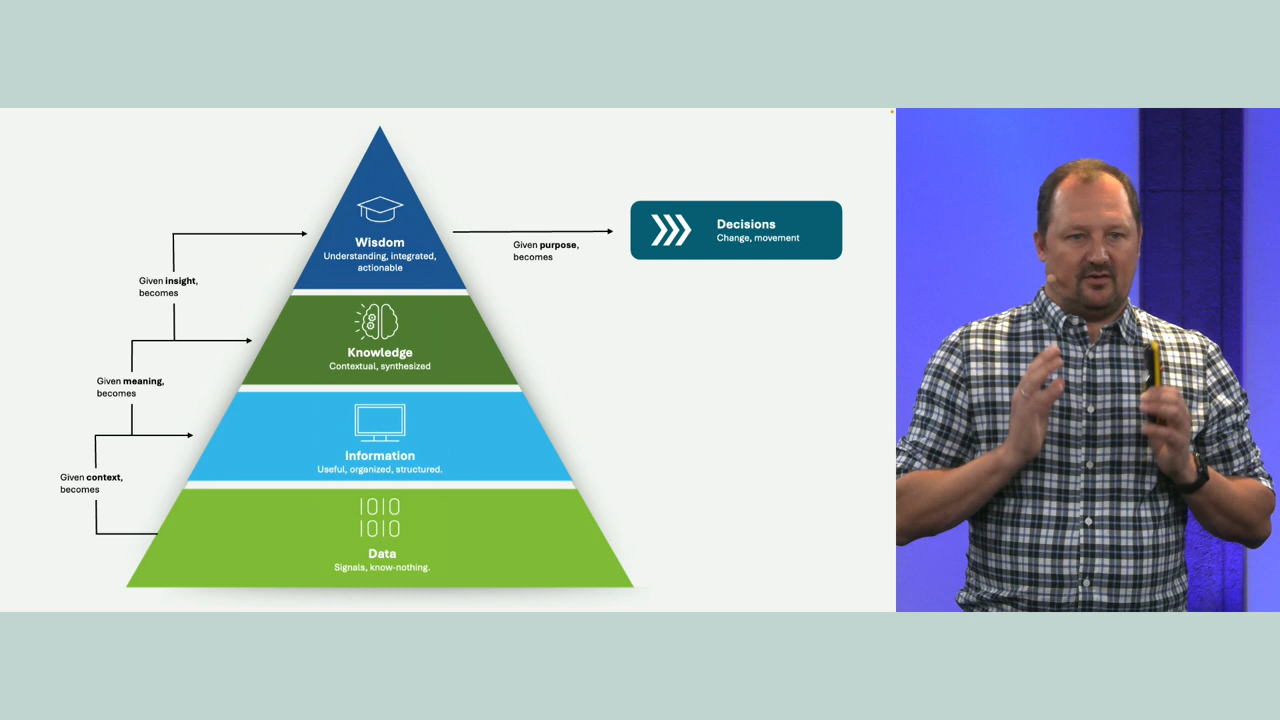 Wisdom
Understanding, integrated,
actionable
Given purpose,
becomes
Decisions
Change, movement
Given insight,
becomes
Knowledge
Contextual, synthesized
Given meaning,
becomes
Information
Useful, organized, structured.
Given context,
becomes
1010
1010
Data
Signals, know-nothing.